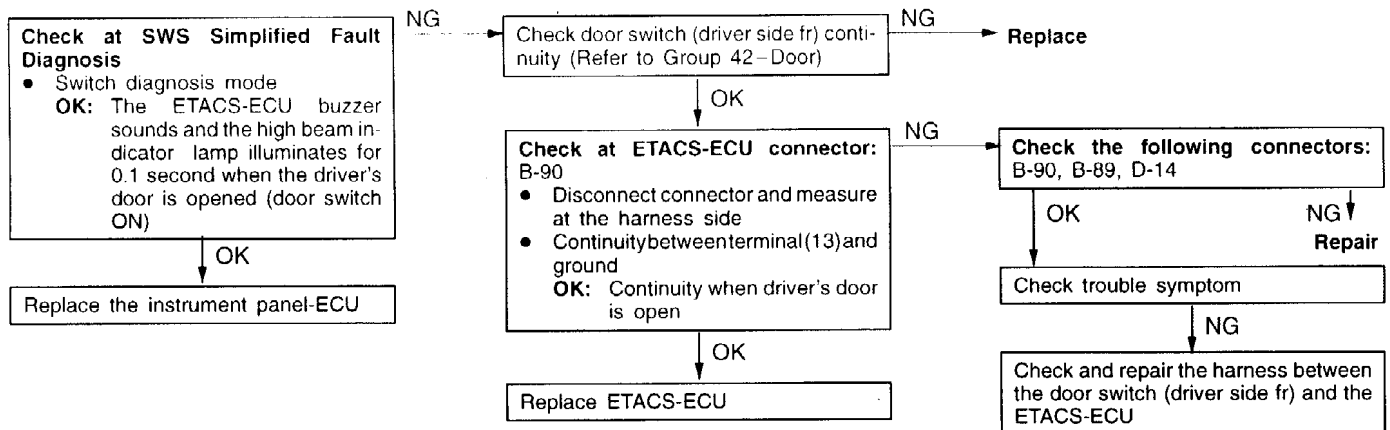 Check at SWS Simplified Fault
Diagnosis
● Switch diagnosis mode
OK: The ETACS-ECU buzzer
sounds and the high beam in-
dicator lamp illuminates for
0.1 second when the driver's
door is opened (door switch
ON)
OK
Replace the instrument panel-ECU
NG
Check door switch (driver side fr) conti-
nuity (Refer to Group 42–Door)
NG
Replace
OK
Check at ETACS-ECU connector:
B-90
● Disconnect connector and measure
at the harness side
● Continuity between terminal (13) and
ground
OK: Continuity when driver's door
is open
OK
Replace ETACS-ECU
NG
Check the following connectors:
B-90, B-89, D-14
OK
NG
Repair
Check trouble symptom
NG
Check and repair the harness between
the door switch (driver side fr) and the
ETACS-ECU